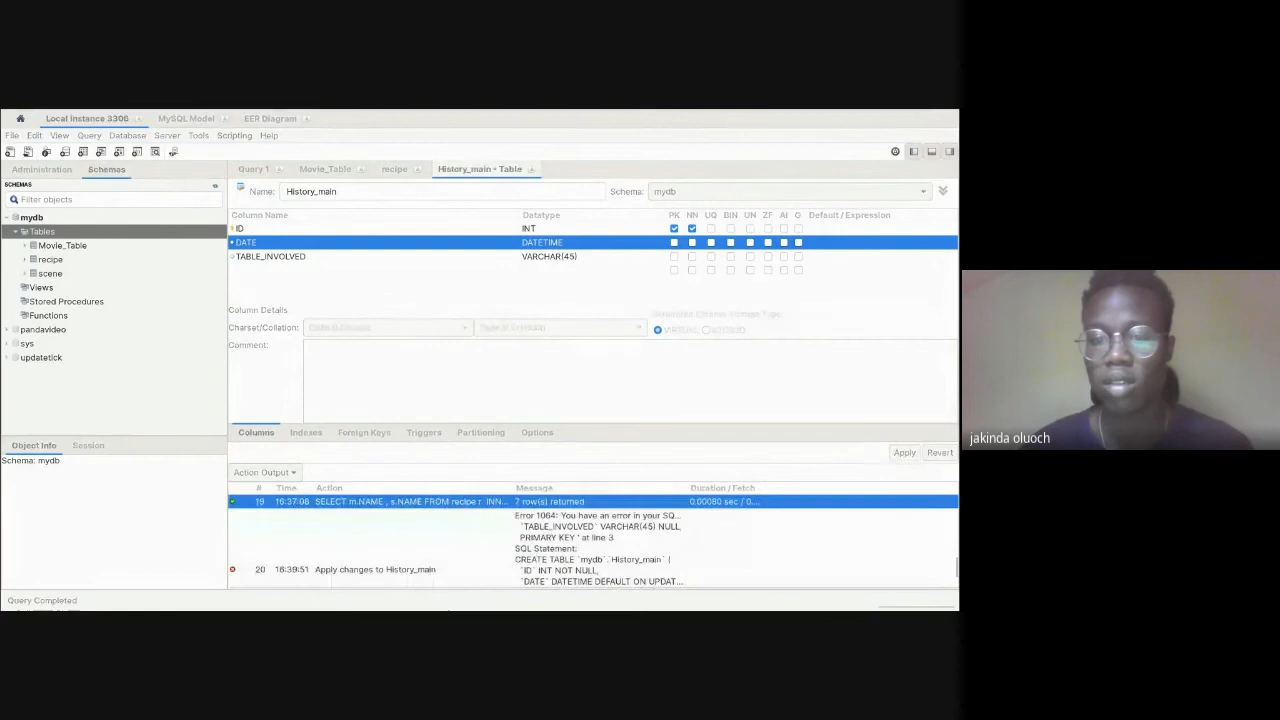 Local instance 3306 MySQL Model EER Diagram
File Edit View Query Database Server Tools Scripting Help
Administration Schemas
SCHEMAS
Filter objects
mydb
Tables
Movie_Table
recipe
scene
Views
Stored Procedures
Functions
pandavideo
sys
updatetick
Object Info Session
Schema: mydb
Query 1 Movie_Table recipe History_main - Table
Name: History_main Schema: mydb
Column Name Datatype PK NN UQ BIN UN ZF AI G Default / Expression
ID INT
DATE DATETIME
TABLE_INVOLVED VARCHAR(45)
Column Details
Charset/Collation: VIRTUAL
Comment:
Columns Indexes Foreign Keys Triggers Partitioning Options
Apply Revert
Action Output
# Time Action Message Duration / Fetch
19 16:37:08 SELECT m.NAME , s.NAME FROM recipe r INN... 7 row(s) returned 0.00080 sec / 0....
Error 1064: You have an error in your SQ...
`TABLE_INVOLVED` VARCHAR(45) NULL,
PRIMARY KEY ' at line 3
SQL Statement:
CREATE TABLE `mydb`.`History_main` (
20 16:39:51 Apply changes to History_main `ID` INT NOT NULL,
`DATE` DATETIME DEFAULT ON UPDAT...
Query Completed
jakinda oluoch